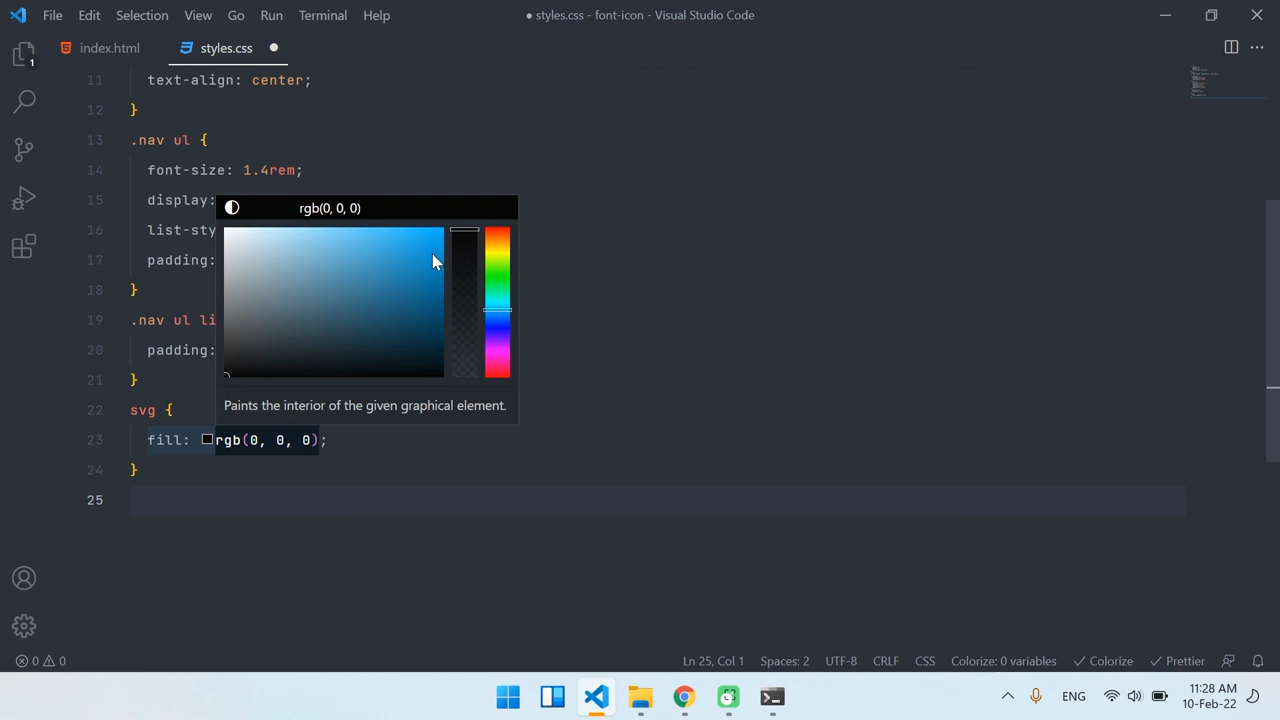 File Edit Selection View Go Run Terminal Help ● styles.css - font-icon - Visual Studio Code
index.html styles.css
1
11 text-align: center;
12 }
13 .nav ul {
14 font-size: 1.4rem;
15 display:
rgb(0, 0, 0)
16 list-sty
17 padding:
18 }
19 .nav ul li
20 padding:
21 }
Paints the interior of the given graphical element.
22 svg {
23 fill: rgb(0, 0, 0);
24 }
25
0 0 Ln 25, Col 1 Spaces: 2 UTF-8 CRLF CSS Colorize: 0 variables Colorize Prettier
ENG 11:28 AM
10-Feb-22